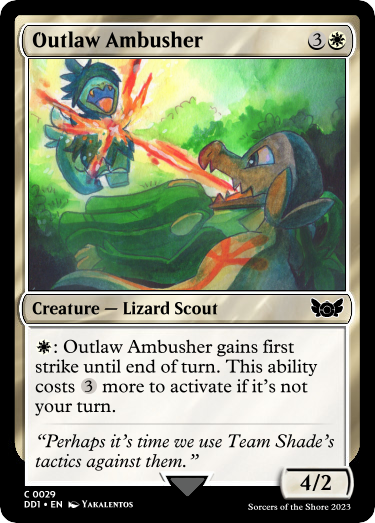 Outlaw Ambusher 3
Creature — Lizard Scout
: Outlaw Ambusher gains first
strike until end of turn. This ability
costs 3 more to activate if it's not
your turn.
“Perhaps it's time we use Team Shade's
tactics against them.”
4/2
C 0029
DD1 • EN YAKALENTOS
Sorcers of the Shore 2023